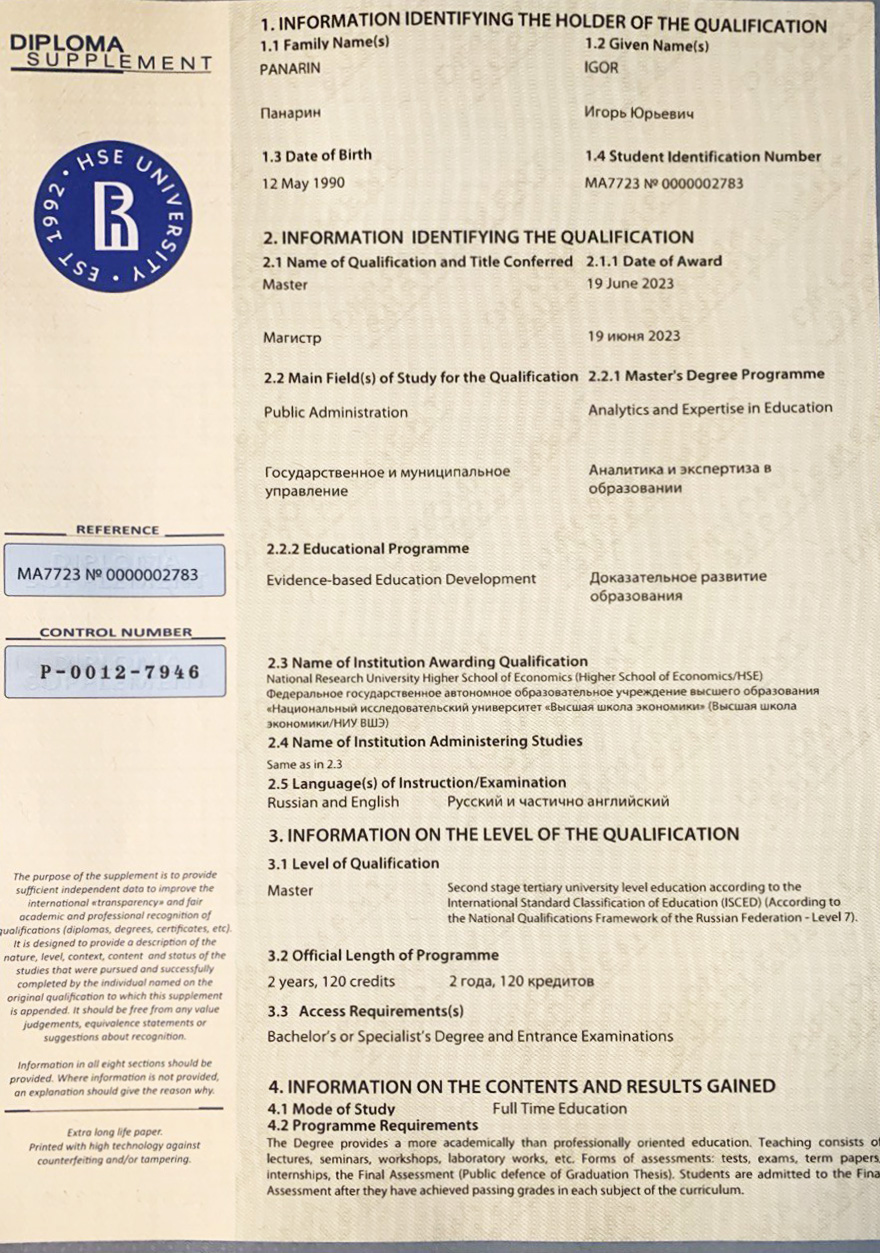 DIPLOMA
SUPPLEMENT
HSE UNIVERSITY • EST 1992 •
REFERENCE
MA7723 № 0000002783
CONTROL NUMBER
P-0012-7946
The purpose of the supplement is to provide
sufficient independent data to improve the
international «transparency» and fair
academic and professional recognition of
qualifications (diplomas, degrees, certificates, etc).
It is designed to provide a description of the
nature, level, context, content and status of the
studies that were pursued and successfully
completed by the individual named on the
original qualification to which this supplement
is appended. It should be free from any value
judgements, equivalence statements or
suggestions about recognition.
Information in all eight sections should be
provided. Where information is not provided,
an explanation should give the reason why.
Extra long life paper.
Printed with high technology against
counterfeiting and/or tampering.
1. INFORMATION IDENTIFYING THE HOLDER OF THE QUALIFICATION
1.1 Family Name(s) 1.2 Given Name(s)
PANARIN IGOR
Панарин Игорь Юрьевич
1.3 Date of Birth 1.4 Student Identification Number
12 May 1990 MA7723 № 0000002783
2. INFORMATION IDENTIFYING THE QUALIFICATION
2.1 Name of Qualification and Title Conferred 2.1.1 Date of Award
Master 19 June 2023
Магистр 19 июня 2023
2.2 Main Field(s) of Study for the Qualification 2.2.1 Master's Degree Programme
Public Administration Analytics and Expertise in Education
Государственное и муниципальное Аналитика и экспертиза в
управление образовании
2.2.2 Educational Programme
Evidence-based Education Development Доказательное развитие
образования
2.3 Name of Institution Awarding Qualification
National Research University Higher School of Economics (Higher School of Economics/HSE)
Федеральное государственное автономное образовательное учреждение высшего образования
«Национальный исследовательский университет «Высшая школа экономики» (Высшая школа
экономики/НИУ ВШЭ)
2.4 Name of Institution Administering Studies
Same as in 2.3
2.5 Language(s) of Instruction/Examination
Russian and English Русский и частично английский
3. INFORMATION ON THE LEVEL OF THE QUALIFICATION
3.1 Level of Qualification
Master Second stage tertiary university level education according to the
International Standard Classification of Education (ISCED) (According to
the National Qualifications Framework of the Russian Federation - Level 7).
3.2 Official Length of Programme
2 years, 120 credits 2 года, 120 кредитов
3.3 Access Requirements(s)
Bachelor's or Specialist's Degree and Entrance Examinations
4. INFORMATION ON THE CONTENTS AND RESULTS GAINED
4.1 Mode of Study Full Time Education
4.2 Programme Requirements
The Degree provides a more academically than professionally oriented education. Teaching consists of
lectures, seminars, workshops, laboratory works, etc. Forms of assessments: tests, exams, term papers,
internships, the Final Assessment (Public defence of Graduation Thesis). Students are admitted to the Fina
Assessment after they have achieved passing grades in each subject of the curriculum.